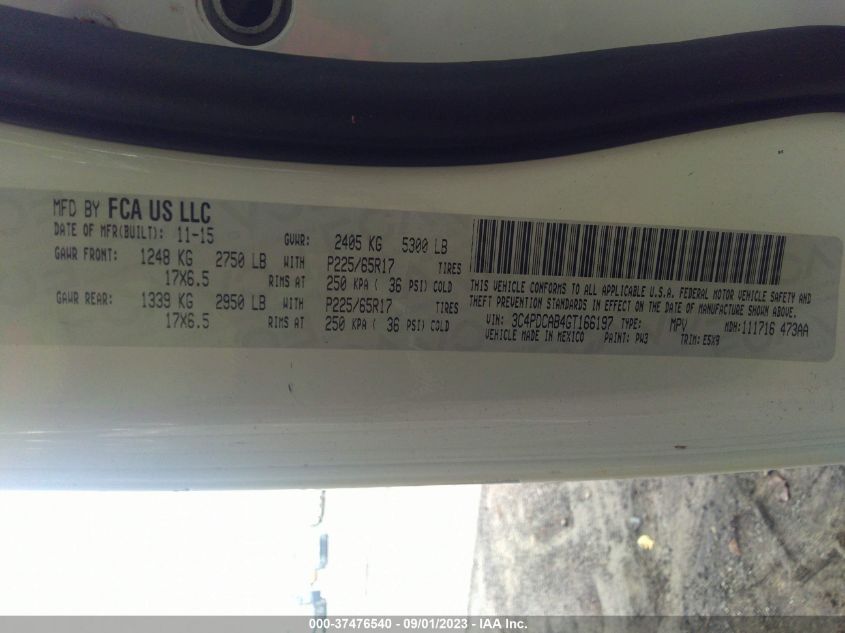 MFD BY FCA US LLC
DATE OF MFR(BUILT): 11-15 GVWR: 2405 KG 5300 LB
GAWR FRONT: 1248 KG 2750 LB WITH P225/65R17 TIRES
17X6.5 RIMS AT 250 KPA ( 36 PSI) COLD
GAWR REAR: 1339 KG 2950 LB WITH P225/65R17 TIRES
17X6.5 RIMS AT 250 KPA ( 36 PSI) COLD
THIS VEHICLE CONFORMS TO ALL APPLICABLE U.S.A. FEDERAL MOTOR VEHICLE SAFETY AND
THEFT PREVENTION STANDARDS IN EFFECT ON THE DATE OF MANUFACTURE SHOWN ABOVE.
VIN: 3C4PDCAB4GT166197 TYPE: MPV MDH:111716 473AA
VEHICLE MADE IN MEXICO PAINT: PW3 TRIM: E5X9
000-37476540 - 09/01/2023 - IAA Inc.